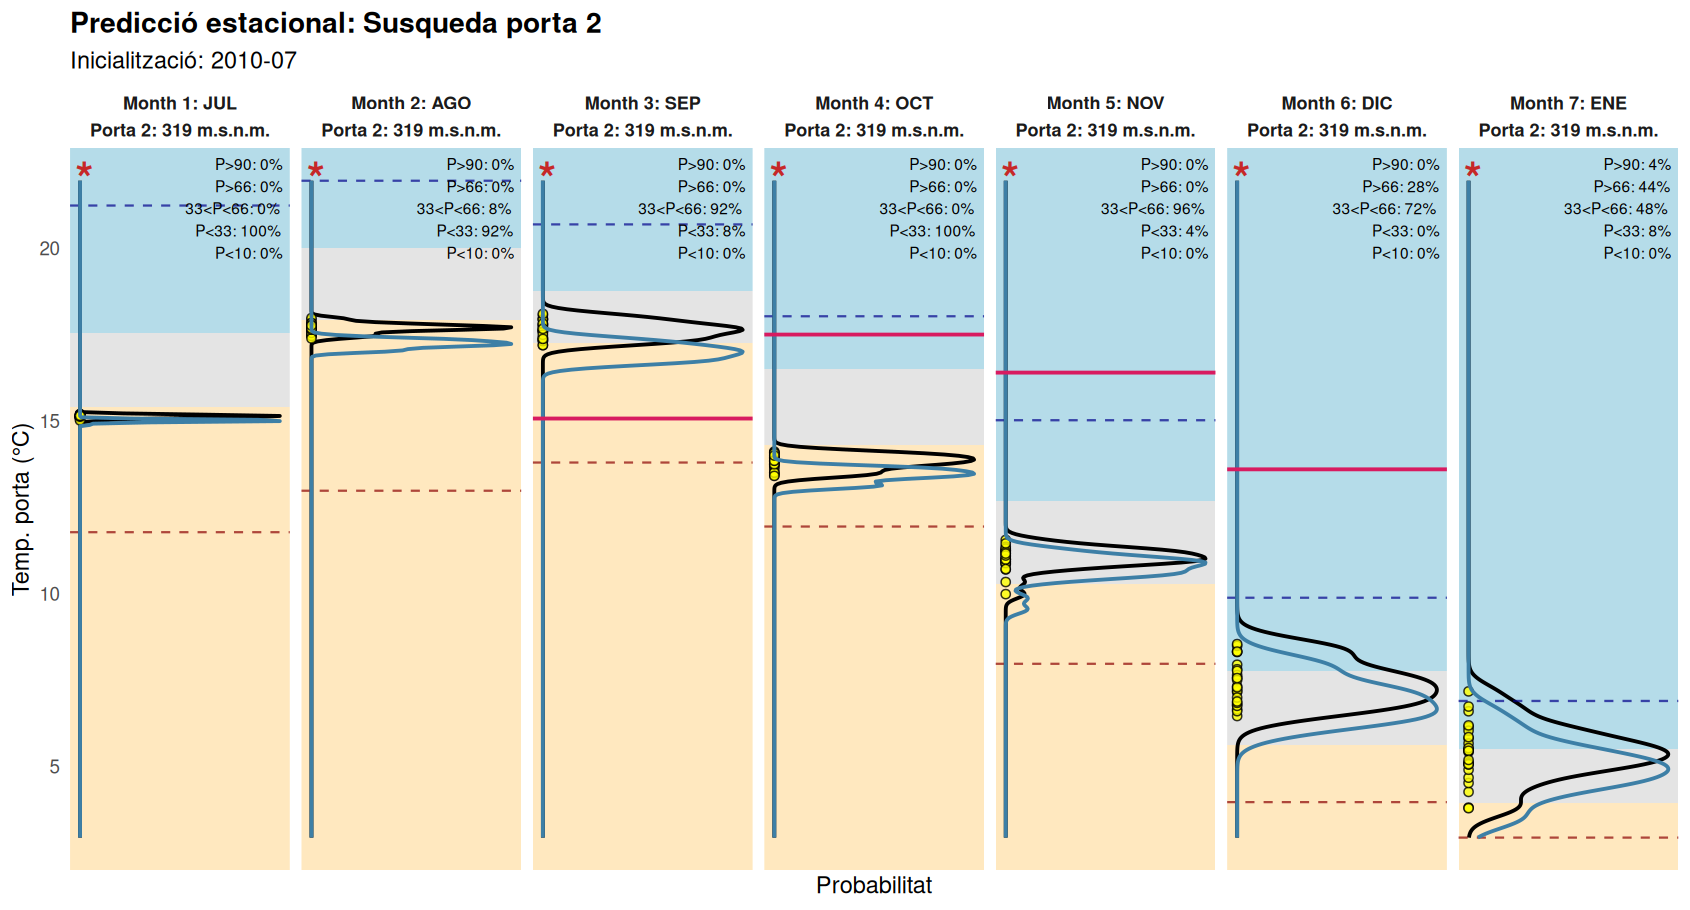 Predicció estacional: Susqueda porta 2
Inicialització: 2010-07
Month 1: JUL
Porta 2: 319 m.s.n.m.
Month 2: AGO
Porta 2: 319 m.s.n.m.
Month 3: SEP
Porta 2: 319 m.s.n.m.
Month 4: OCT
Porta 2: 319 m.s.n.m.
Month 5: NOV
Porta 2: 319 m.s.n.m.
Month 6: DIC
Porta 2: 319 m.s.n.m.
Month 7: ENE
Porta 2: 319 m.s.n.m.
*
P>90: 0%
P>66: 0%
33<P<66: 0%
P<33: 100%
P<10: 0%
*
P>90: 0%
P>66: 0%
33<P<66: 8%
P<33: 92%
P<10: 0%
*
P>90: 0%
P>66: 0%
33<P<66: 92%
P<33: 8%
P<10: 0%
*
P>90: 0%
P>66: 0%
33<P<66: 0%
P<33: 100%
P<10: 0%
*
P>90: 0%
P>66: 0%
33<P<66: 96%
P<33: 4%
P<10: 0%
*
P>90: 0%
P>66: 28%
33<P<66: 72%
P<33: 0%
P<10: 0%
*
P>90: 4%
P>66: 44%
33<P<66: 48%
P<33: 8%
P<10: 0%
20
15
10
5
Temp. porta (°C)
Probabilitat